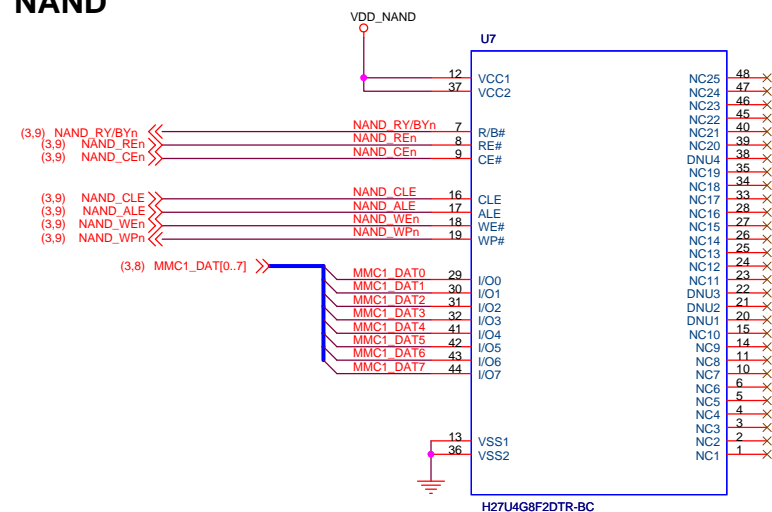 NAND
VDD_NAND
U7
12 VCC1
37 VCC2
(3,9) NAND_RY/BYn NAND_RY/BYn 7 R/B#
(3,9) NAND_REn NAND_REn 8 RE#
(3,9) NAND_CEn NAND_CEn 9 CE#
(3,9) NAND_CLE NAND_CLE 16 CLE
(3,9) NAND_ALE NAND_ALE 17 ALE
(3,9) NAND_WEn NAND_WEn 18 WE#
(3,9) NAND_WPn NAND_WPn 19 WP#
(3,8) MMC1_DAT[0..7]
MMC1_DAT0 29 I/O0
MMC1_DAT1 30 I/O1
MMC1_DAT2 31 I/O2
MMC1_DAT3 32 I/O3
MMC1_DAT4 41 I/O4
MMC1_DAT5 42 I/O5
MMC1_DAT6 43 I/O6
MMC1_DAT7 44 I/O7
13 VSS1
36 VSS2
NC25 48
NC24 47
NC23 46
NC22 45
NC21 40
NC20 39
DNU4 38
NC19 35
NC18 34
NC17 33
NC16 28
NC15 27
NC14 26
NC13 25
NC12 24
NC11 23
DNU3 22
DNU2 21
DNU1 20
NC10 15
NC9 14
NC8 11
NC7 10
NC6 6
NC5 5
NC4 4
NC3 3
NC2 2
NC1 1
H27U4G8F2DTR-BC